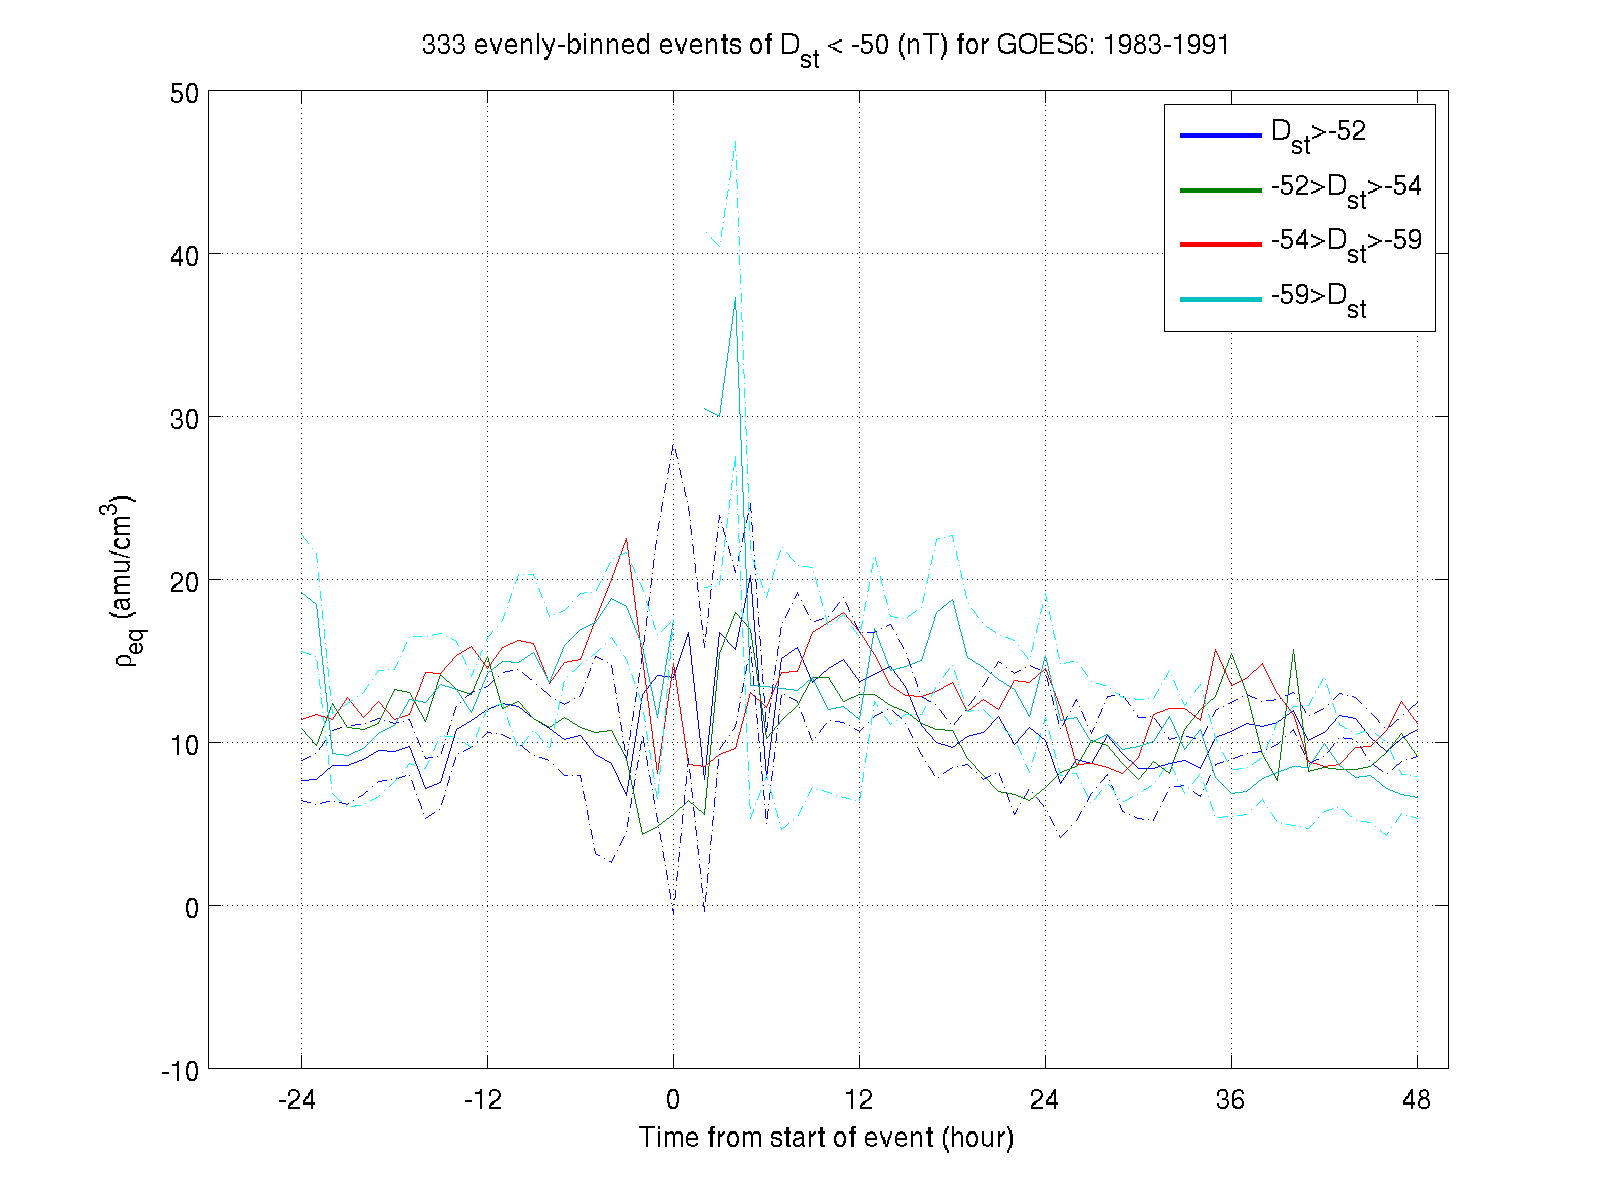 333 evenly-binned events of Dst < -50 (nT) for GOES6: 1983-1991
50
40
30
20
10
0
-10
ρeq (amu/cm3)
Dst>-52
-52>Dst>-54
-54>Dst>-59
-59>Dst
-24 -12 0 12 24 36 48
Time from start of event (hour)